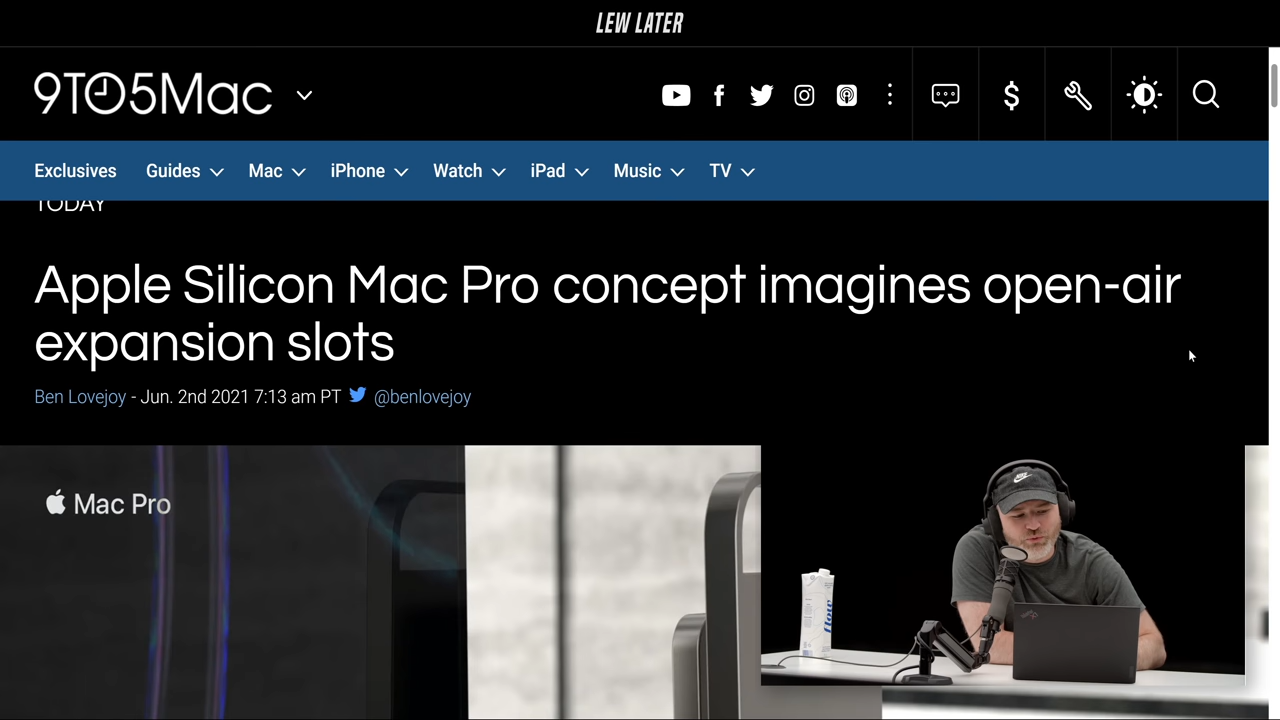 LEW LATER
9TO5Mac
Exclusives Guides Mac iPhone Watch iPad Music TV
TODAY
Apple Silicon Mac Pro concept imagines open-air
expansion slots
Ben Lovejoy - Jun. 2nd 2021 7:13 am PT @benlovejoy
Mac Pro
flow